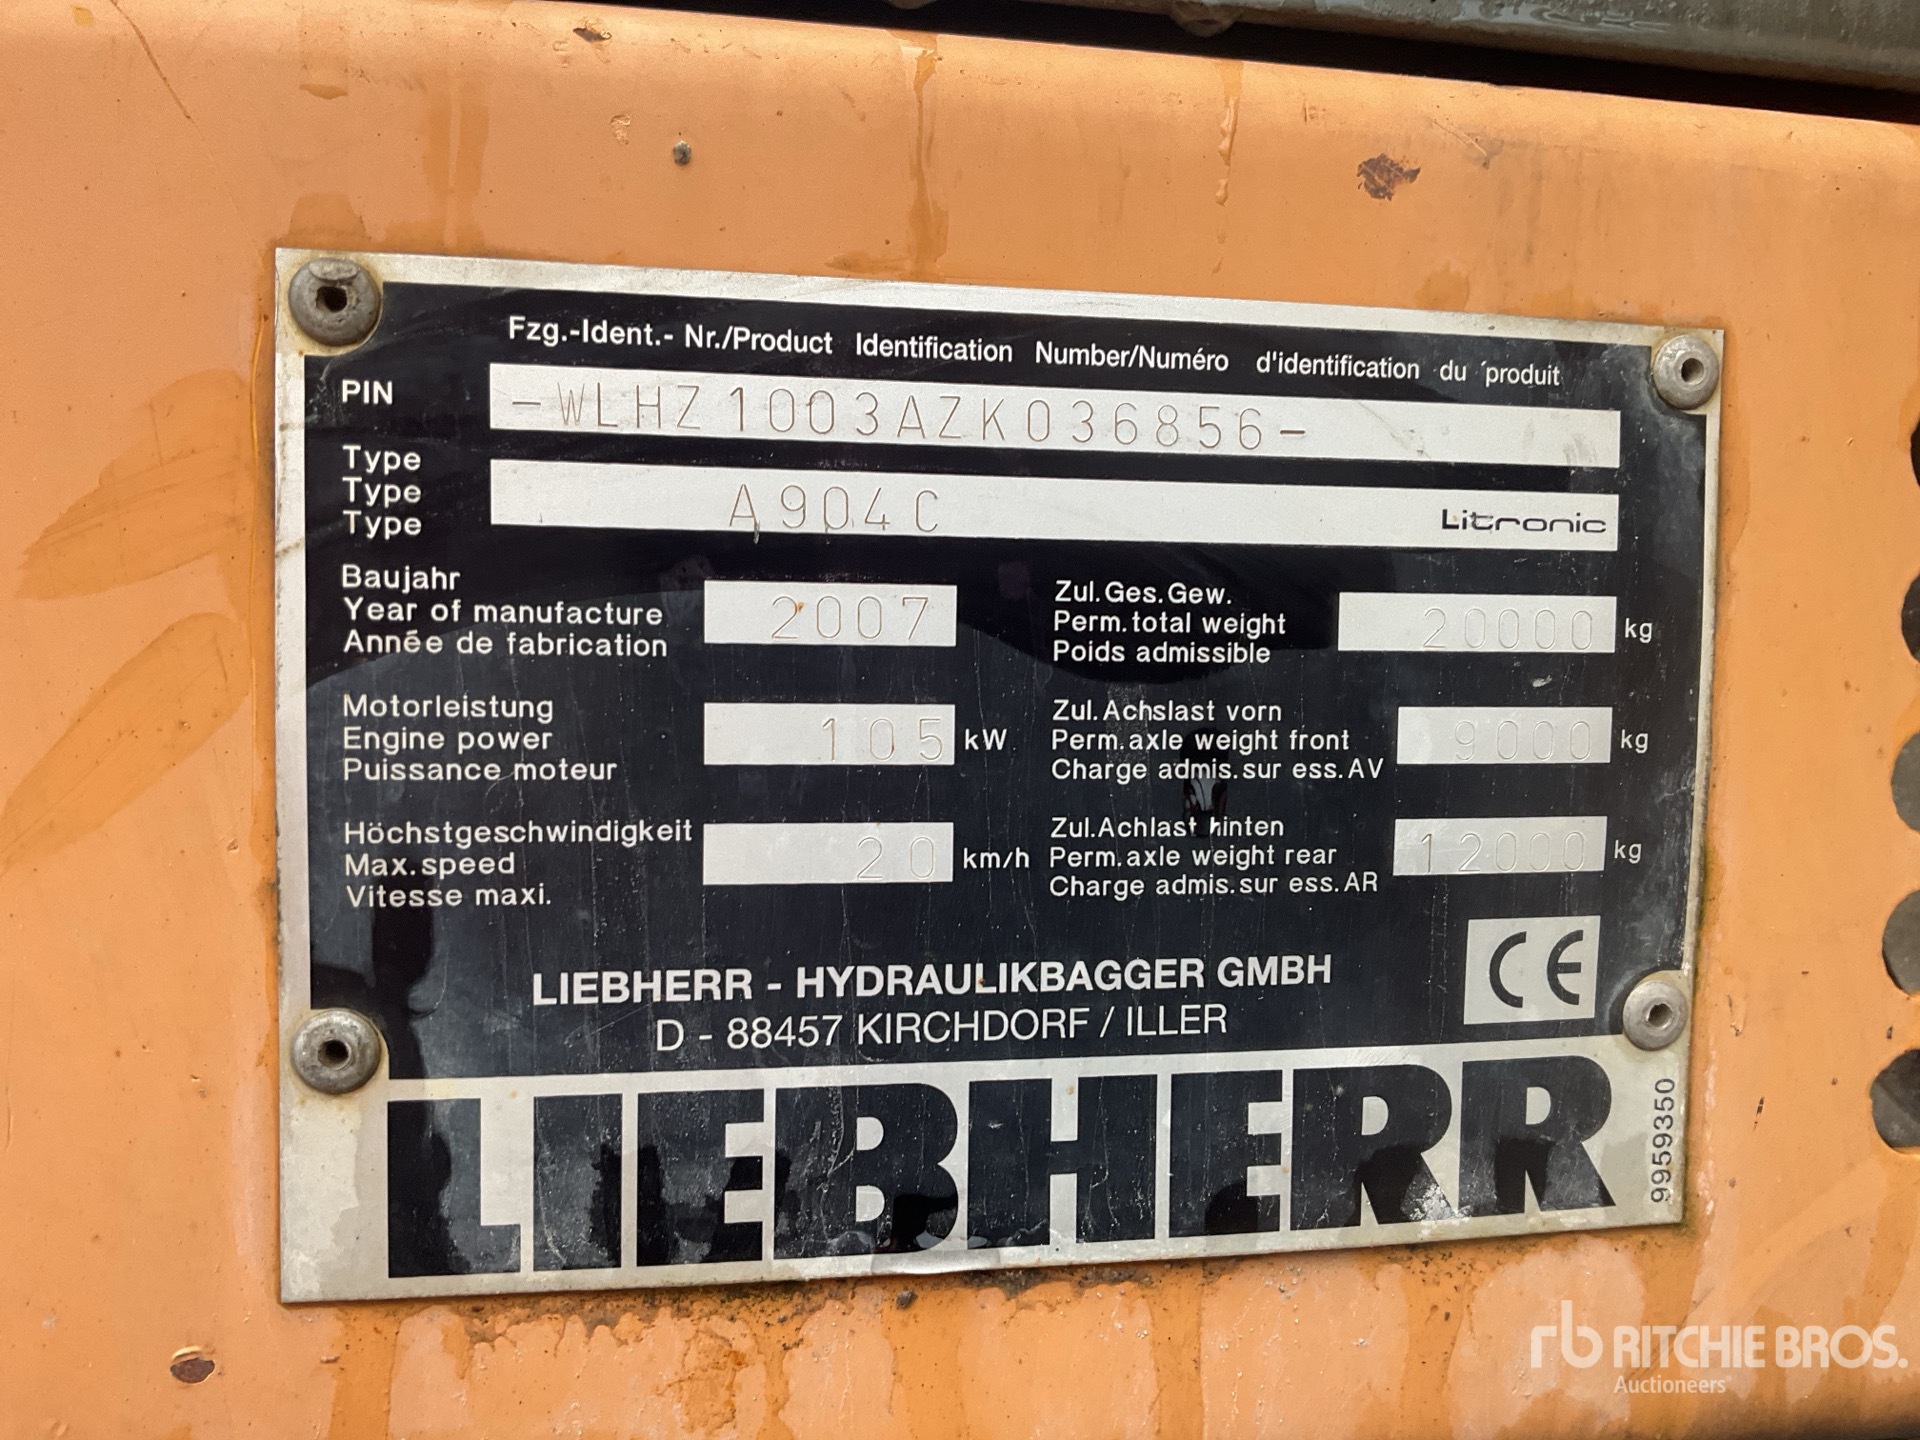 Fzg.-Ident.- Nr./Product Identification Number/Numéro d'identification du produit
PIN -WLHZ1003AZK036856-
Type
Type A904C Litronic
Type
Baujahr
Year of manufacture 2007
Année de fabrication
Zul.Ges.Gew.
Perm.total weight 20000 kg
Poids admissible
Motorleistung
Engine power 105 kW
Puissance moteur
Zul.Achslast vorn
Perm.axle weight front 9000 kg
Charge admis.sur ess.AV
Höchstgeschwindigkeit
Max.speed 20 km/h
Vitesse maxi.
Zul.Achlast hinten
Perm.axle weight rear 12000 kg
Charge admis.sur ess.AR
CE
LIEBHERR - HYDRAULIKBAGGER GMBH
D - 88457 KIRCHDORF / ILLER
LIEBHERR
9959350
rb RITCHIE BROS.
Auctioneers